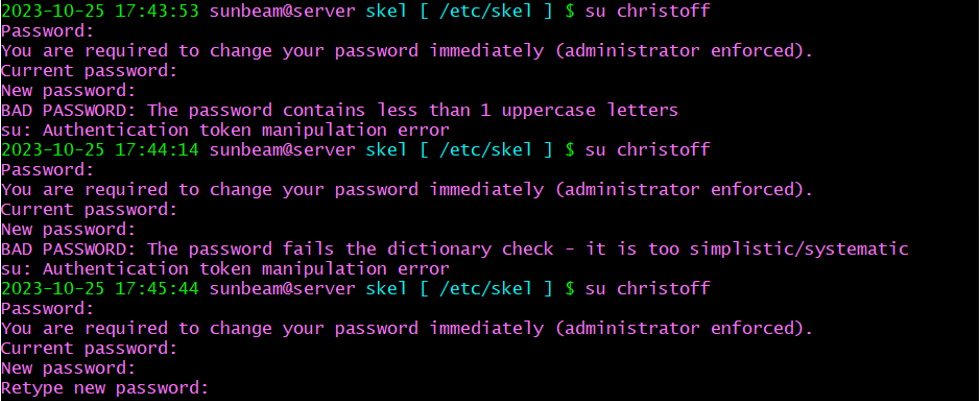 2023-10-25 17:43:53 sunbeam@server skel [ /etc/skel ] $ su christoff
Password:
You are required to change your password immediately (administrator enforced).
Current password:
New password:
BAD PASSWORD: The password contains less than 1 uppercase letters
su: Authentication token manipulation error
2023-10-25 17:44:14 sunbeam@server skel [ /etc/skel ] $ su christoff
Password:
You are required to change your password immediately (administrator enforced).
Current password:
New password:
BAD PASSWORD: The password fails the dictionary check - it is too simplistic/systematic
su: Authentication token manipulation error
2023-10-25 17:45:44 sunbeam@server skel [ /etc/skel ] $ su christoff
Password:
You are required to change your password immediately (administrator enforced).
Current password:
New password:
Retype new password: